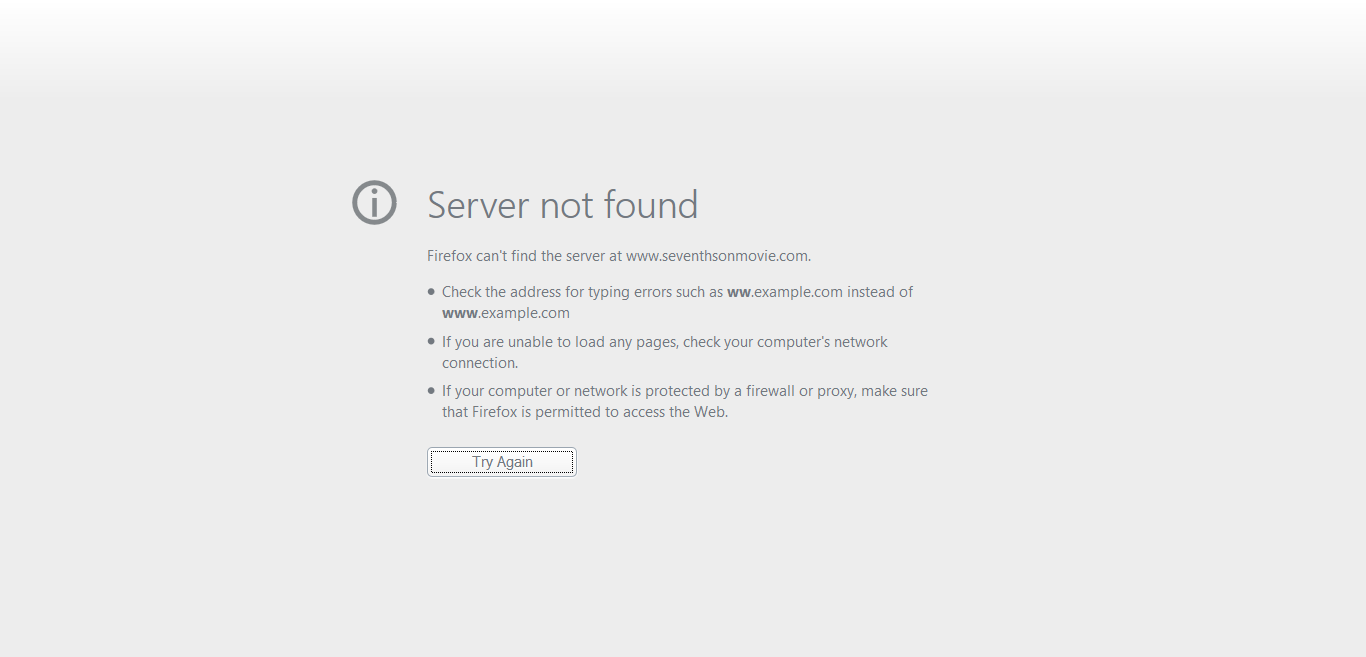 Server not found
Firefox can't find the server at www.seventhsonmovie.com.
Check the address for typing errors such as ww.example.com instead of
www.example.com
If you are unable to load any pages, check your computer's network
connection.
If your computer or network is protected by a firewall or proxy, make sure
that Firefox is permitted to access the Web.
Try Again